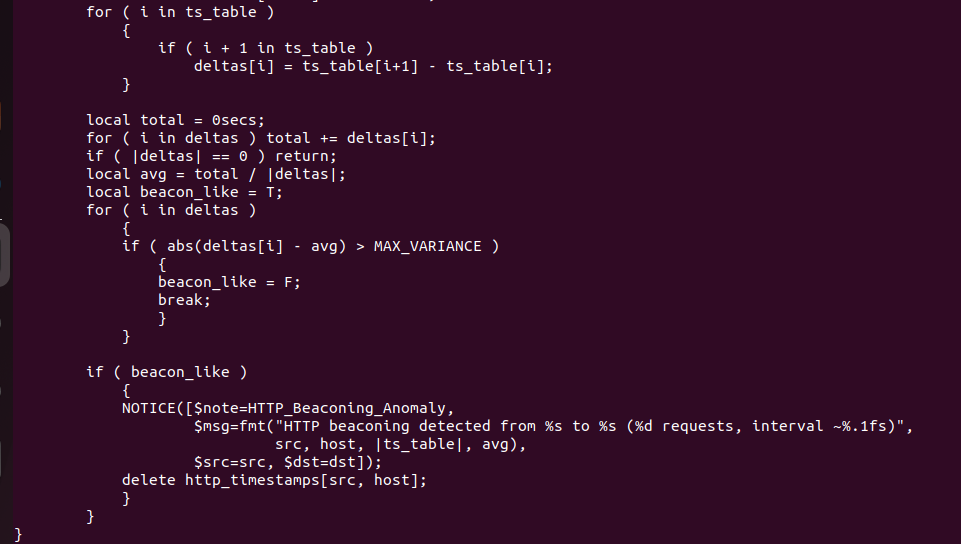 for ( i in ts_table )
{
if ( i + 1 in ts_table )
deltas[i] = ts_table[i+1] - ts_table[i];
}
local total = 0secs;
for ( i in deltas ) total += deltas[i];
if ( |deltas| == 0 ) return;
local avg = total / |deltas|;
local beacon_like = T;
for ( i in deltas )
{
if ( abs(deltas[i] - avg) > MAX_VARIANCE )
{
beacon_like = F;
break;
}
}
if ( beacon_like )
{
NOTICE([$note=HTTP_Beaconing_Anomaly,
$msg=fmt("HTTP beaconing detected from %s to %s (%d requests, interval ~%.1fs)",
src, host, |ts_table|, avg),
$src=src, $dst=dst]);
delete http_timestamps[src, host];
}
}
}